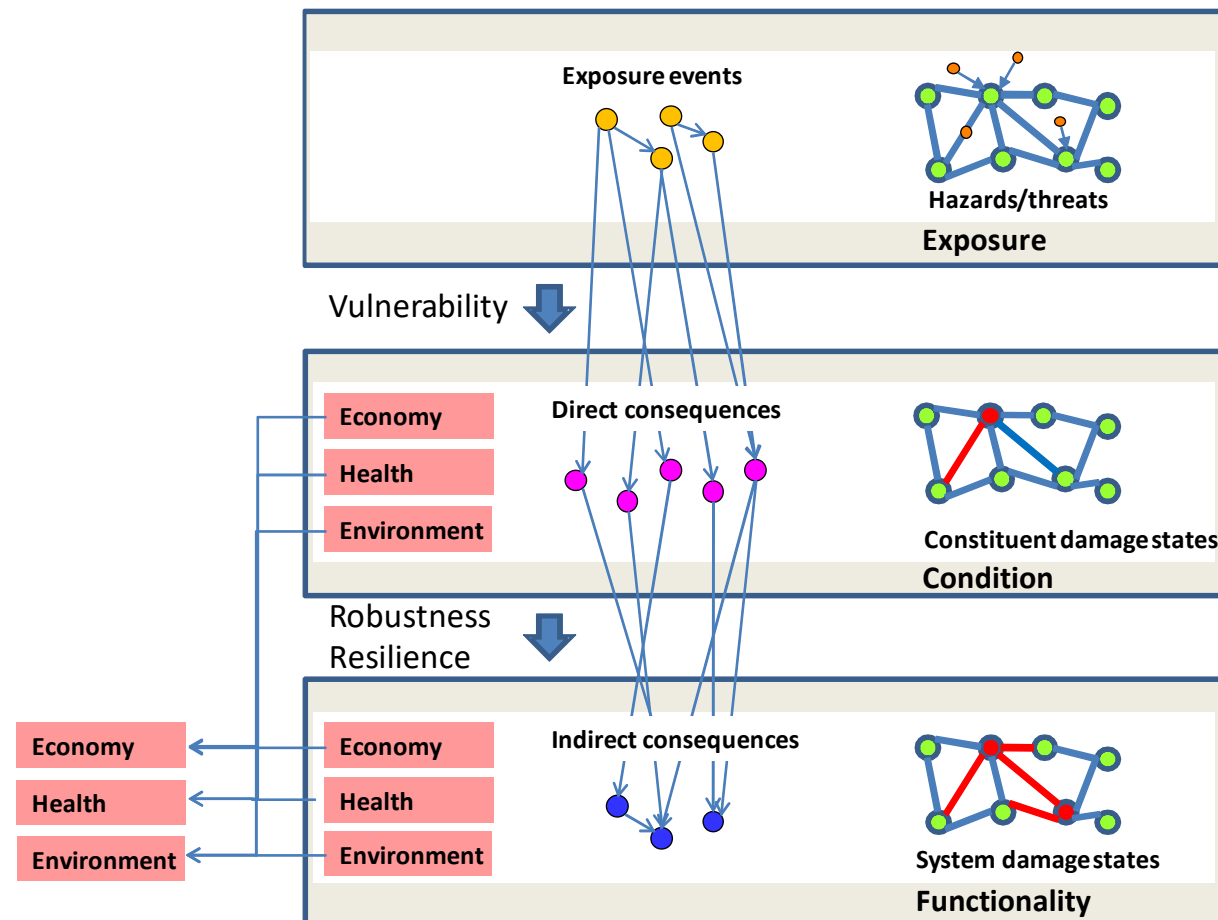 Exposure events
Hazards/threats
Exposure
Vulnerability
Economy
Health
Environment
Direct consequences
Constituent damage states
Condition
Robustness
Resilience
Economy
Health
Environment
Economy
Health
Environment
Indirect consequences
System damage states
Functionality